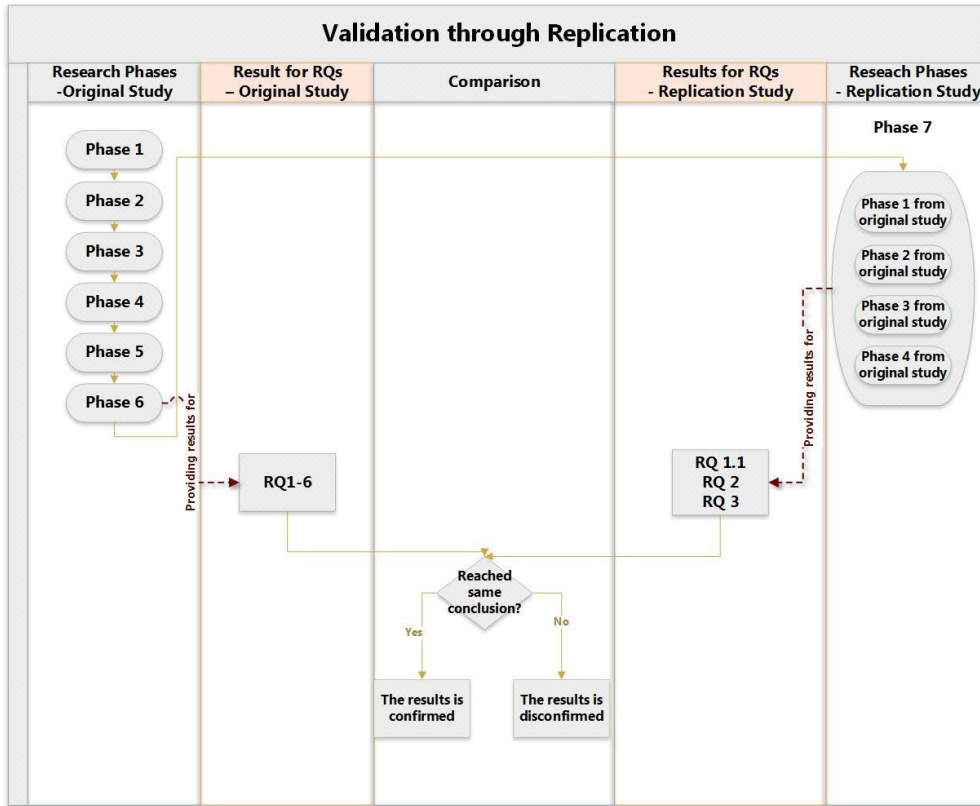 Validation through Replication
Research Phases
-Original Study
Result for RQs
– Original Study
Comparison
Results for RQs
- Replication Study
Reseach Phases
- Replication Study
Phase 1
Phase 2
Phase 3
Phase 4
Phase 5
Phase 6
Providing results for
RQ1-6
Phase 7
Phase 1 from
original study
Phase 2 from
original study
Phase 3 from
original study
Phase 4 from
original study
Providing results for
RQ 1.1
RQ 2
RQ 3
Reached
same
conclusion?
Yes
No
The results is
confirmed
The results is
disconfirmed